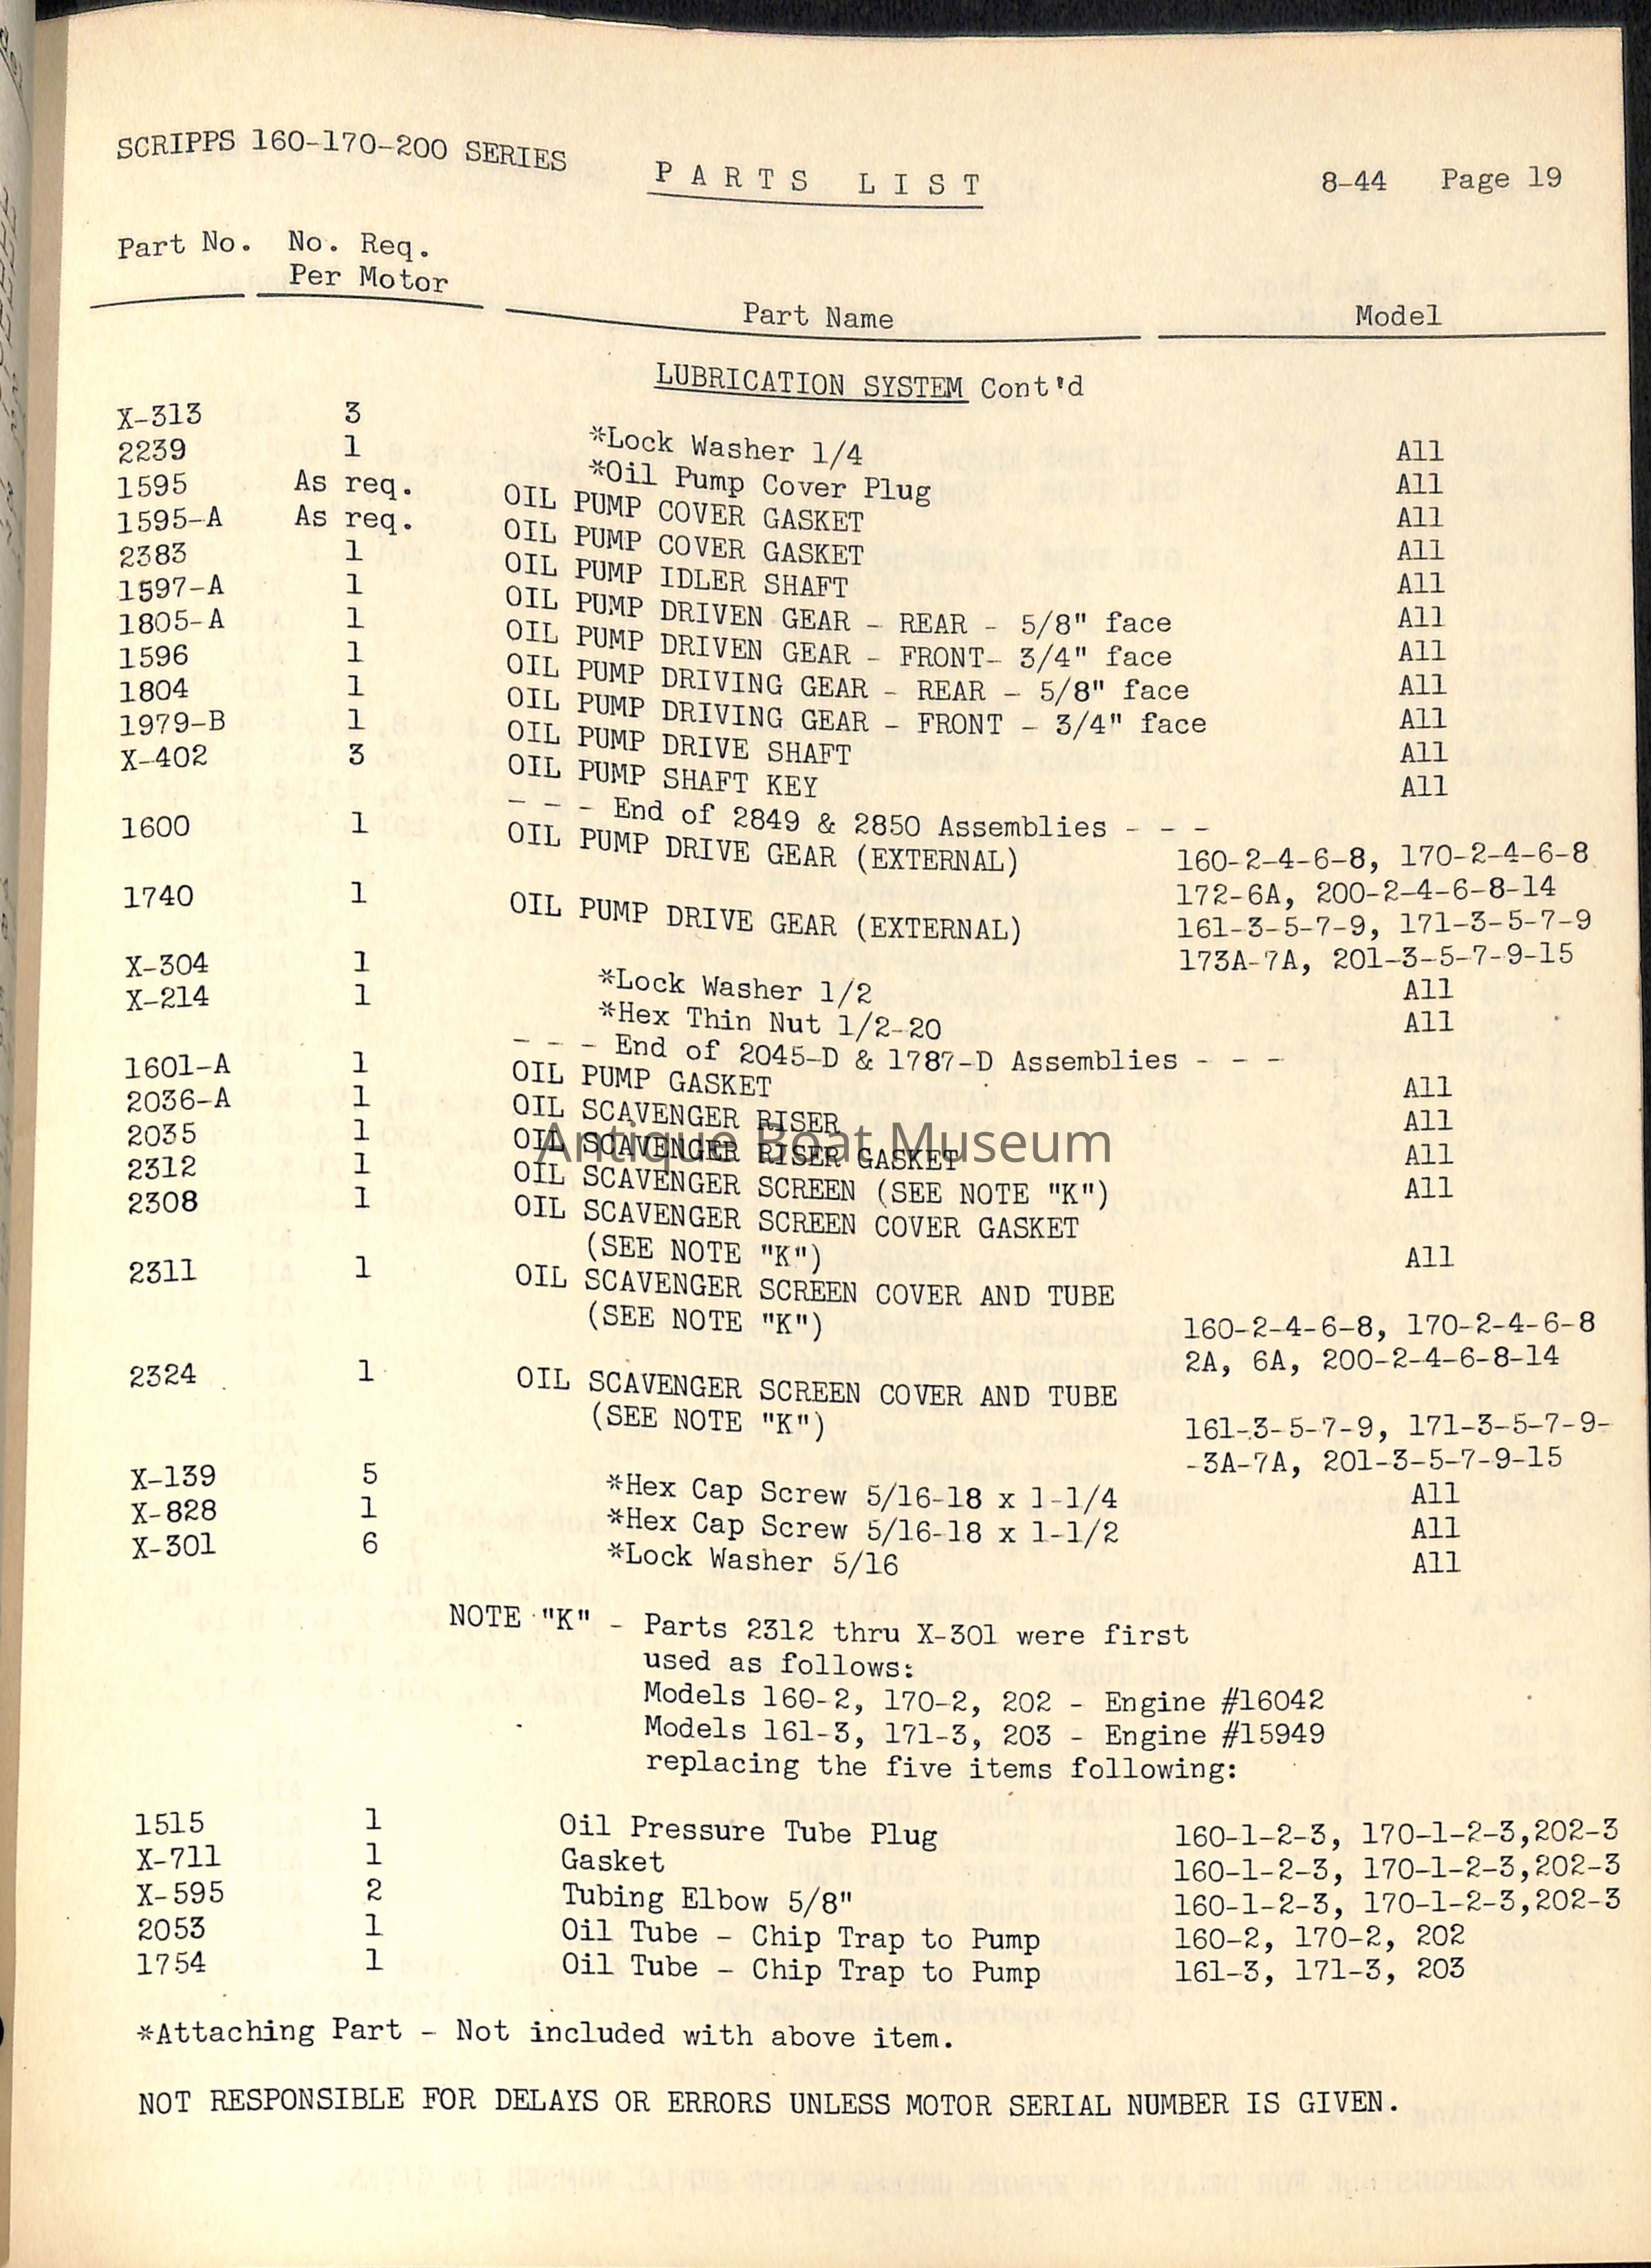 SCRIPPS 160-170-200 SERIES
PARTS LIST
8-44 Page 19
Part No. No. Req. Per Motor Part Name Model
LUBRICATION SYSTEM Cont'd
X-313 3 *Lock Washer 1/4 All
2239 1 *Oil Pump Cover Plug All
1595 As req. OIL PUMP COVER GASKET All
1595-A As req. OIL PUMP COVER GASKET All
2383 1 OIL PUMP IDLER SHAFT All
1597-A 1 OIL PUMP DRIVEN GEAR - REAR - 5/8" face All
1805-A 1 OIL PUMP DRIVEN GEAR - FRONT- 3/4" face All
1596 1 OIL PUMP DRIVING GEAR - REAR - 5/8" face All
1804 1 OIL PUMP DRIVING GEAR - FRONT - 3/4" face All
1979-B 1 OIL PUMP DRIVE SHAFT All
X-402 3 OIL PUMP SHAFT KEY All
- - - End of 2849 & 2850 Assemblies - - -
1600 1 OIL PUMP DRIVE GEAR (EXTERNAL) 160-2-4-6-8, 170-2-4-6-8
172-6A, 200-2-4-6-8-14
1740 1 OIL PUMP DRIVE GEAR (EXTERNAL) 161-3-5-7-9, 171-3-5-7-9
173A-7A, 201-3-5-7-9-15
X-304 1 *Lock Washer 1/2 All
X-214 1 *Hex Thin Nut 1/2-20 All
- - - End of 2045-D & 1787-D Assemblies - - -
1601-A 1 OIL PUMP GASKET All
2036-A 1 OIL SCAVENGER RISER All
2035 1 OIL SCAVENGER RISER GASKET All
Antique Boat Museum
2312 1 OIL SCAVENGER SCREEN (SEE NOTE "K") All
2308 1 OIL SCAVENGER SCREEN COVER GASKET
(SEE NOTE "K") All
2311 1 OIL SCAVENGER SCREEN COVER AND TUBE
(SEE NOTE "K") 160-2-4-6-8, 170-2-4-6-8
2A, 6A, 200-2-4-6-8-14
2324 1 OIL SCAVENGER SCREEN COVER AND TUBE
(SEE NOTE "K") 161-3-5-7-9, 171-3-5-7-9-
-3A-7A, 201-3-5-7-9-15
X-139 5 *Hex Cap Screw 5/16-18 x 1-1/4 All
X-828 1 *Hex Cap Screw 5/16-18 x 1-1/2 All
X-301 6 *Lock Washer 5/16 All
NOTE "K" - Parts 2312 thru X-301 were first
used as follows:
Models 160-2, 170-2, 202 - Engine #16042
Models 161-3, 171-3, 203 - Engine #15949
replacing the five items following:
1515 1 Oil Pressure Tube Plug 160-1-2-3, 170-1-2-3,202-3
X-711 1 Gasket 160-1-2-3, 170-1-2-3,202-3
X-595 2 Tubing Elbow 5/8" 160-1-2-3, 170-1-2-3,202-3
2053 1 Oil Tube - Chip Trap to Pump 160-2, 170-2, 202
1754 1 Oil Tube - Chip Trap to Pump 161-3, 171-3, 203
*Attaching Part - Not included with above item.
NOT RESPONSIBLE FOR DELAYS OR ERRORS UNLESS MOTOR SERIAL NUMBER IS GIVEN.